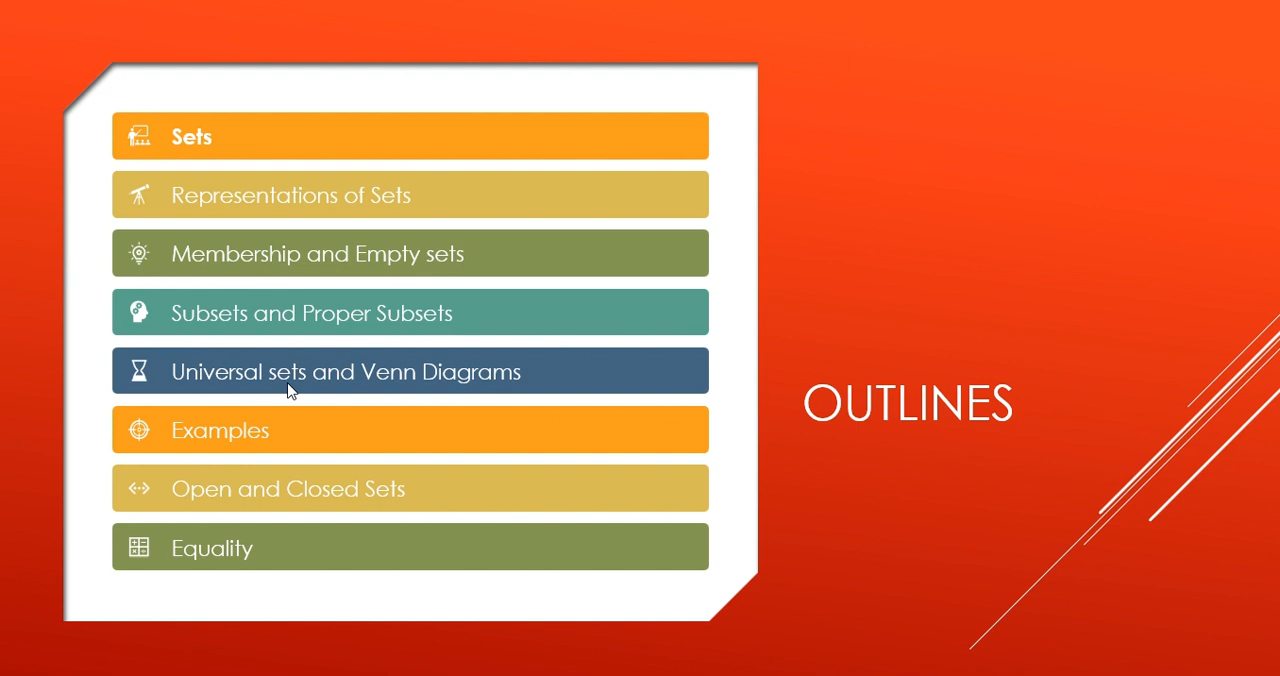 Sets
Representations of Sets
Membership and Empty sets
Subsets and Proper Subsets
Universal sets and Venn Diagrams
Examples
Open and Closed Sets
Equality
OUTLINES